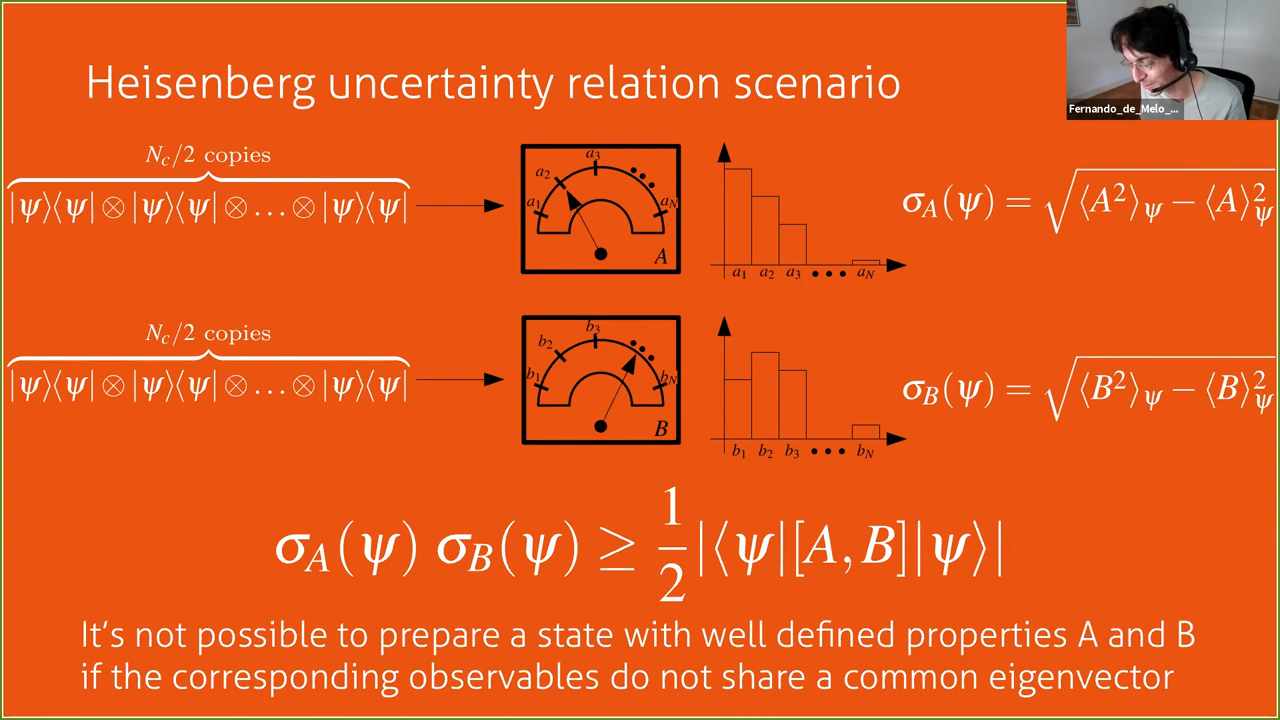 Heisenberg uncertainty relation scenario
Fernando_de_Melo_...
N_c/2 copies
|ψ⟩⟨ψ| ⊗ |ψ⟩⟨ψ| ⊗ ... ⊗ |ψ⟩⟨ψ|
a_1 a_2 a_3 a_N
A
a_1 a_2 a_3 ••• a_N
σ_A(ψ) = √(⟨A²⟩_ψ − ⟨A⟩²_ψ)
N_c/2 copies
|ψ⟩⟨ψ| ⊗ |ψ⟩⟨ψ| ⊗ ... ⊗ |ψ⟩⟨ψ|
b_1 b_2 b_3 b_N
B
b_1 b_2 b_3 ••• b_N
σ_B(ψ) = √(⟨B²⟩_ψ − ⟨B⟩²_ψ)
σ_A(ψ) σ_B(ψ) ≥ 1/2 |⟨ψ|[A,B]|ψ⟩|
It's not possible to prepare a state with well defined properties A and B
if the corresponding observables do not share a common eigenvector